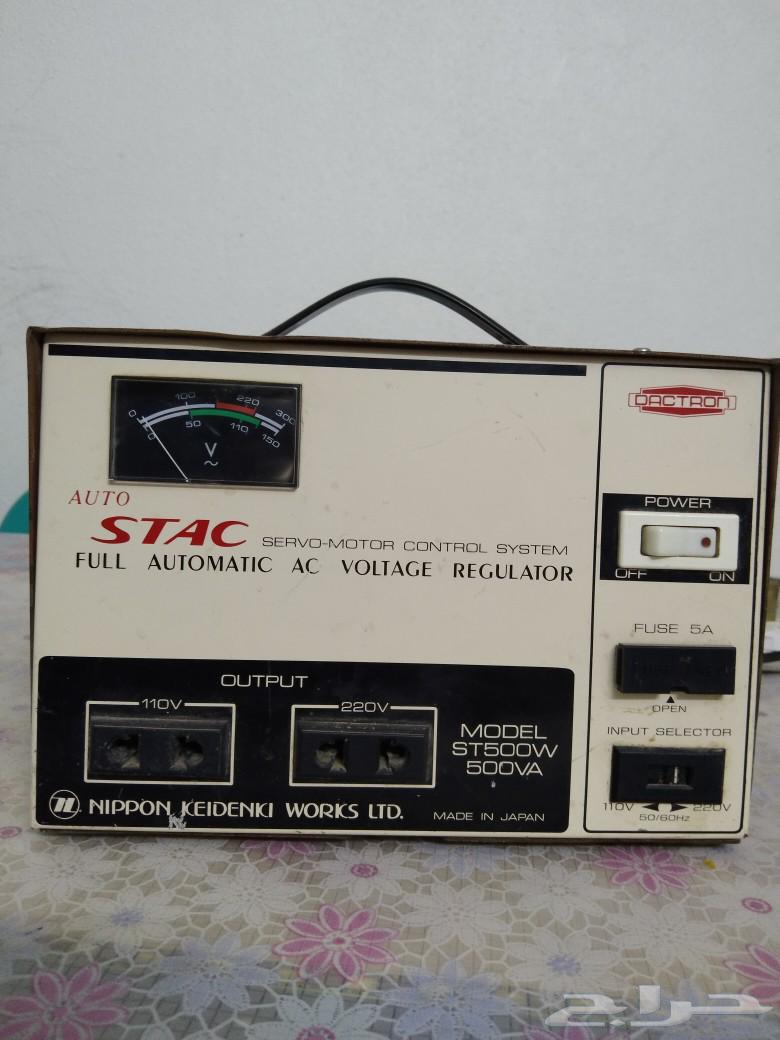 0 100 220 300
0 50 110 150
V
~
AUTO
STAC SERVO-MOTOR CONTROL SYSTEM
FULL AUTOMATIC AC VOLTAGE REGULATOR
OUTPUT
110V 220V
MODEL
ST500W
500VA
NIPPON KEIDENKI WORKS LTD. MADE IN JAPAN
DACTRON
POWER
OFF ON
FUSE 5A
OPEN
INPUT SELECTOR
110V 220V
50/60Hz
حراج